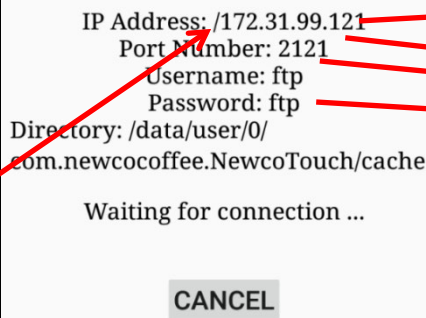 IP Address: /172.31.99.121
Port Number: 2121
Username: ftp
Password: ftp
Directory: /data/user/0/
com.newcocoffee.NewcoTouch/cache
Waiting for connection ...
CANCEL